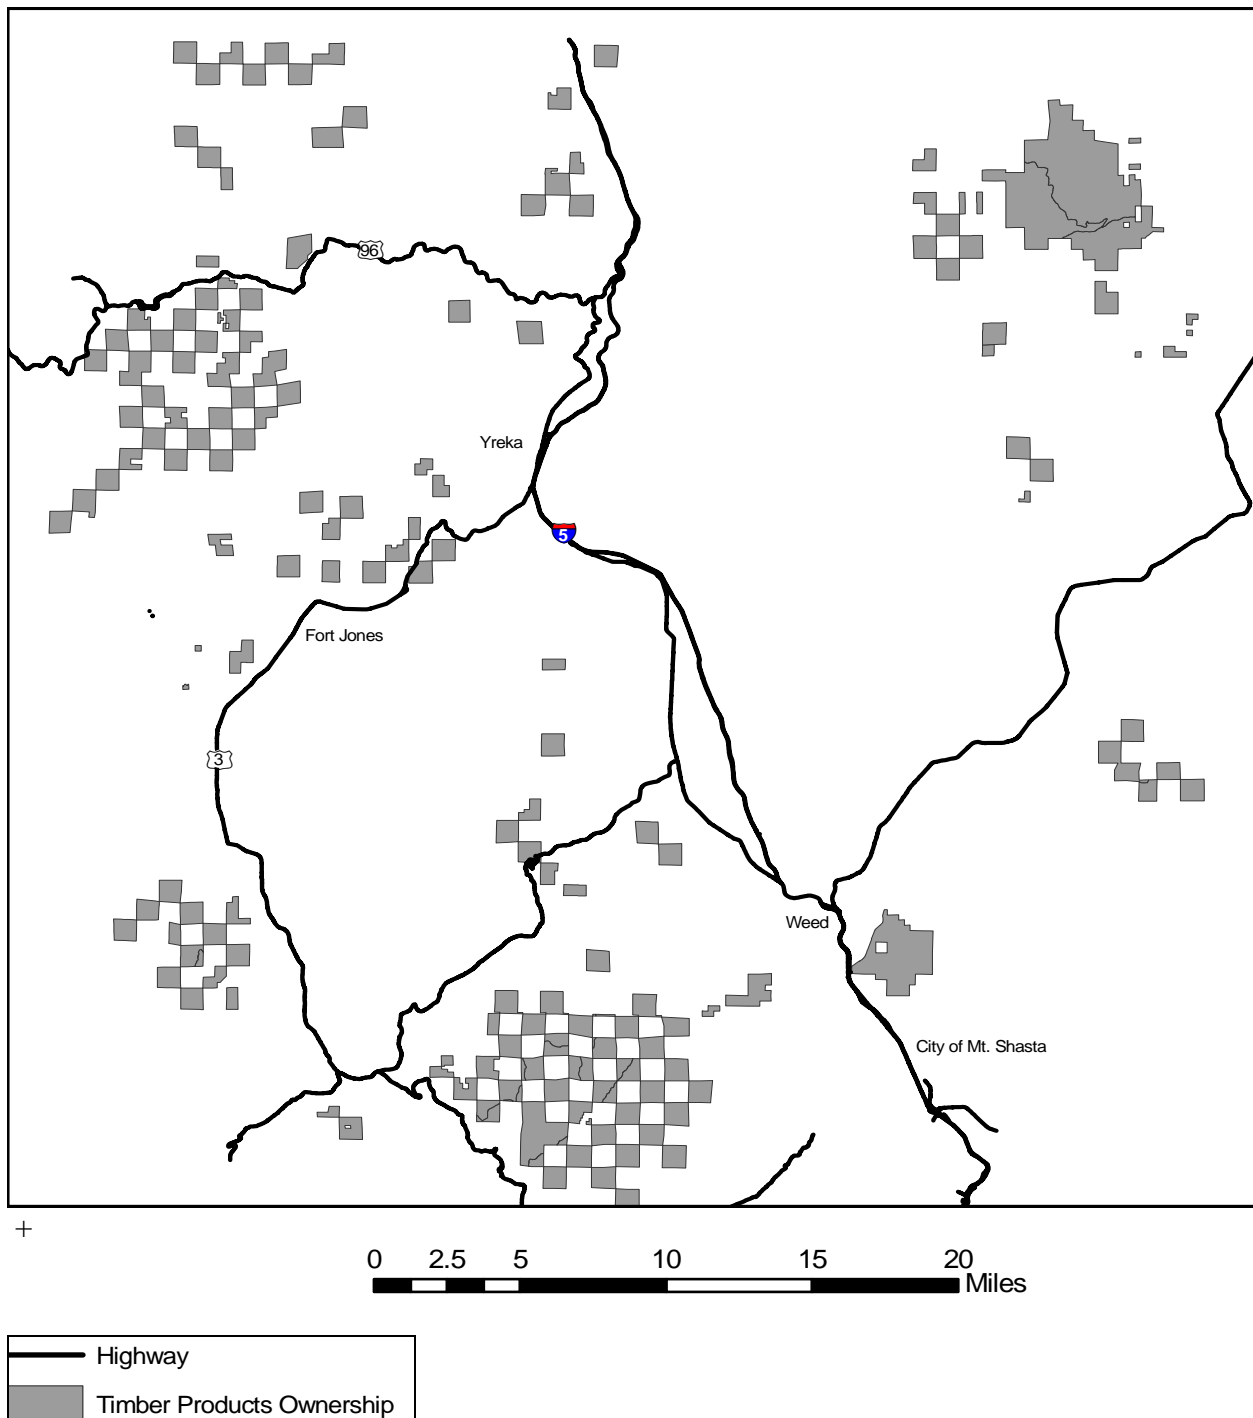 96
Yreka
5
Fort Jones
3
Weed
City of Mt. Shasta
+
0 2.5 5 10 15 20
Miles
Highway
Timber Products Ownership